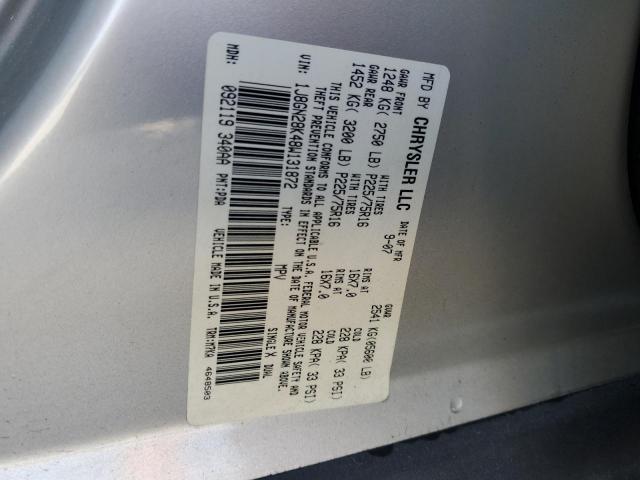 MFD BY CHRYSLER LLC DATE OF MFR 9-07 GVWR 2541 KG(05600 LB)
GAWR FRONT WITH TIRES RIMS AT COLD
1248 KG( 2750 LB) P225/75R16 16X7.0 228 KPA( 33 PSI)
GAWR REAR WITH TIRES RIMS AT COLD
1452 KG( 3200 LB) P225/75R16 16X7.0 228 KPA( 33 PSI)
THIS VEHICLE CONFORMS TO ALL APPLICABLE U.S.A. FEDERAL MOTOR VEHICLE SAFETY AND
THEFT PREVENTION STANDARDS IN EFFECT ON THE DATE OF MANUFACTURE SHOWN ABOVE.
VIN: 1J8GN28K48W131872 TYPE: MPV SINGLE X DUAL
MDH: 092119 340AA PNT:PDA VEHICLE MADE IN U.S.A. TRM:M7KA 4648503